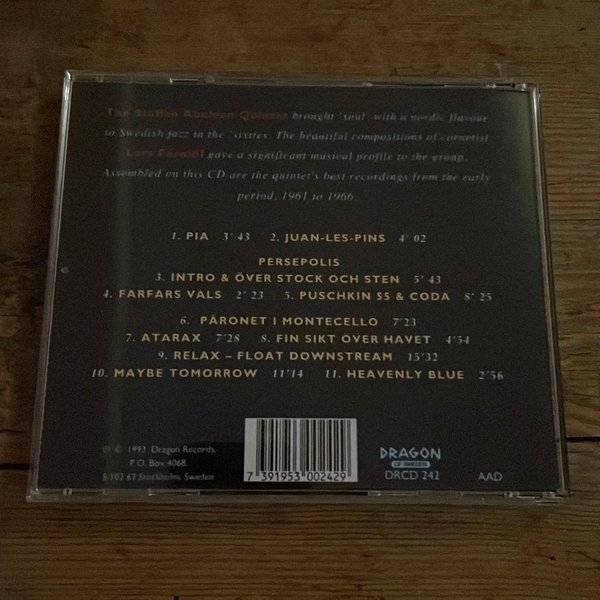 The Staffan Abeleen Quintet brought 'soul' with a nordic flavour
to Swedish jazz in the 'sixties. The beautiful compositions of cornetist
Lars Färnlöf gave a significant musical profile to the group.
Assembled on this CD are the quintet's best recordings from the early
period, 1961 to 1966.
1. PIA 3'43 2. JUAN-LES-PINS 4'02
PERSEPOLIS
3. INTRO & ÖVER STOCK OCH STEN 5'43
4. FARFARS VALS 2'23 5. PUSCHKIN 55 & CODA 8'25
6. PÄRONET I MONTECELLO 7'23
7. ATARAX 7'28 8. FIN SIKT ÖVER HAVET 4'54
9. RELAX – FLOAT DOWNSTREAM 15'32
10. MAYBE TOMORROW 11'14 11. HEAVENLY BLUE 2'56
℗ © 1993 Dragon Records.
P.O. Box 4068,
S 102 62 Stockholm, Sweden
7 391953 002429
DRAGON
OF SWEDEN
DRCD 242
AAD